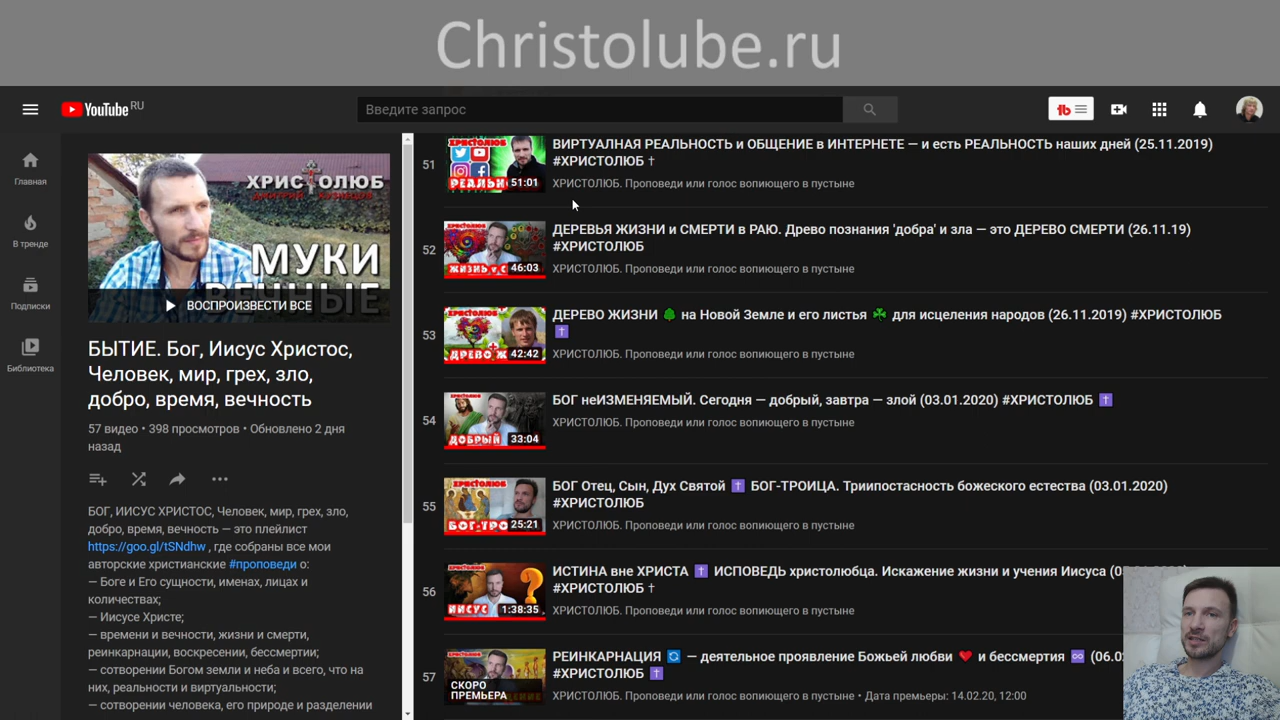 Christolube.ru
YouTube RU
Введите запрос
Главная
В тренде
Подписки
Библиотека
ХРИСТОЛЮБ
МУКИ
ВЕЧНЫЕ
ВОСПРОИЗВЕСТИ ВСЕ
БЫТИЕ. Бог, Иисус Христос,
Человек, мир, грех, зло,
добро, время, вечность
57 видео • 398 просмотров • Обновлено 2 дня
назад
БОГ, ИИСУС ХРИСТОС, Человек, мир, грех, зло,
добро, время, вечность — это плейлист
https://goo.gl/tSNdhw , где собраны все мои
авторские христианские #проповеди о:
— Боге и Его сущности, именах, лицах и
количествах;
— Иисусе Христе;
— времени и вечности, жизни и смерти,
реинкарнации, воскресении, бессмертии;
— сотворении Богом земли и неба и всего, что на
них, реальности и виртуальности;
— сотворении человека, его природе и разделении
51
51:01
ВИРТУАЛНАЯ РЕАЛЬНОСТЬ и ОБЩЕНИЕ в ИНТЕРНЕТЕ — и есть РЕАЛЬНОСТЬ наших дней (25.11.2019)
#ХРИСТОЛЮБ †
ХРИСТОЛЮБ. Проповеди или голос вопиющего в пустыне
52
46:03
ДЕРЕВЬЯ ЖИЗНИ и СМЕРТИ в РАЮ. Древо познания 'добра' и зла — это ДЕРЕВО СМЕРТИ (26.11.19)
#ХРИСТОЛЮБ
ХРИСТОЛЮБ. Проповеди или голос вопиющего в пустыне
53
42:42
ДЕРЕВО ЖИЗНИ 🌳 на Новой Земле и его листья ☘ для исцеления народов (26.11.2019) #ХРИСТОЛЮБ
✝
ХРИСТОЛЮБ. Проповеди или голос вопиющего в пустыне
54
ДОБРЫЙ 33:04
БОГ неИЗМЕНЯЕМЫЙ. Сегодня — добрый, завтра — злой (03.01.2020) #ХРИСТОЛЮБ ✝
ХРИСТОЛЮБ. Проповеди или голос вопиющего в пустыне
55
25:21
БОГ Отец, Сын, Дух Святой ✝ БОГ-ТРОИЦА. Триипостасность божеского естества (03.01.2020)
#ХРИСТОЛЮБ
ХРИСТОЛЮБ. Проповеди или голос вопиющего в пустыне
56
ИИСУС 1:38:35
ИСТИНА вне ХРИСТА ✝ ИСПОВЕДЬ христолюбца. Искажение жизни и учения Иисуса
#ХРИСТОЛЮБ †
ХРИСТОЛЮБ. Проповеди или голос вопиющего в пустыне
57
СКОРО
ПРЕМЬЕРА
РЕИНКАРНАЦИЯ 🔄 — деятельное проявление Божьей любви ❤ и бессмертия ♾ (06.0
#ХРИСТОЛЮБ ✝
ХРИСТОЛЮБ. Проповеди или голос вопиющего в пустыне • Дата премьеры: 14.02.20, 12:00